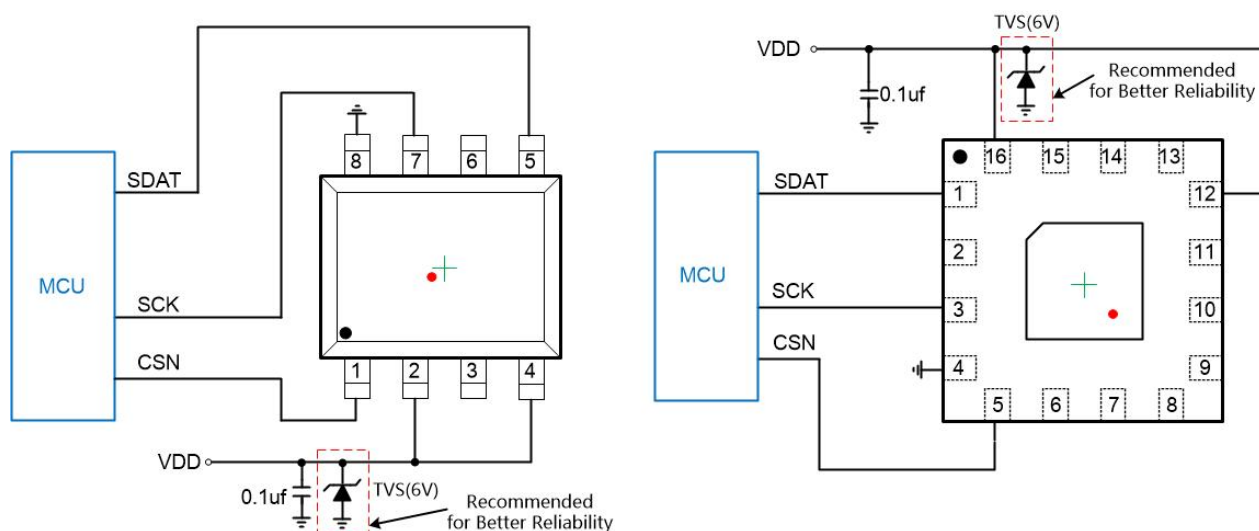 SDAT
MCU
SCK
CSN
8
7
6
5
1
2
3
4
VDD
0.1uf
TVS(6V)
Recommended
for Better Reliability
TVS(6V)
VDD
0.1uf
Recommended
for Better Reliability
MCU
SDAT
SCK
CSN
16
15
14
13
1
2
3
4
12
11
10
9
5
6
7
8